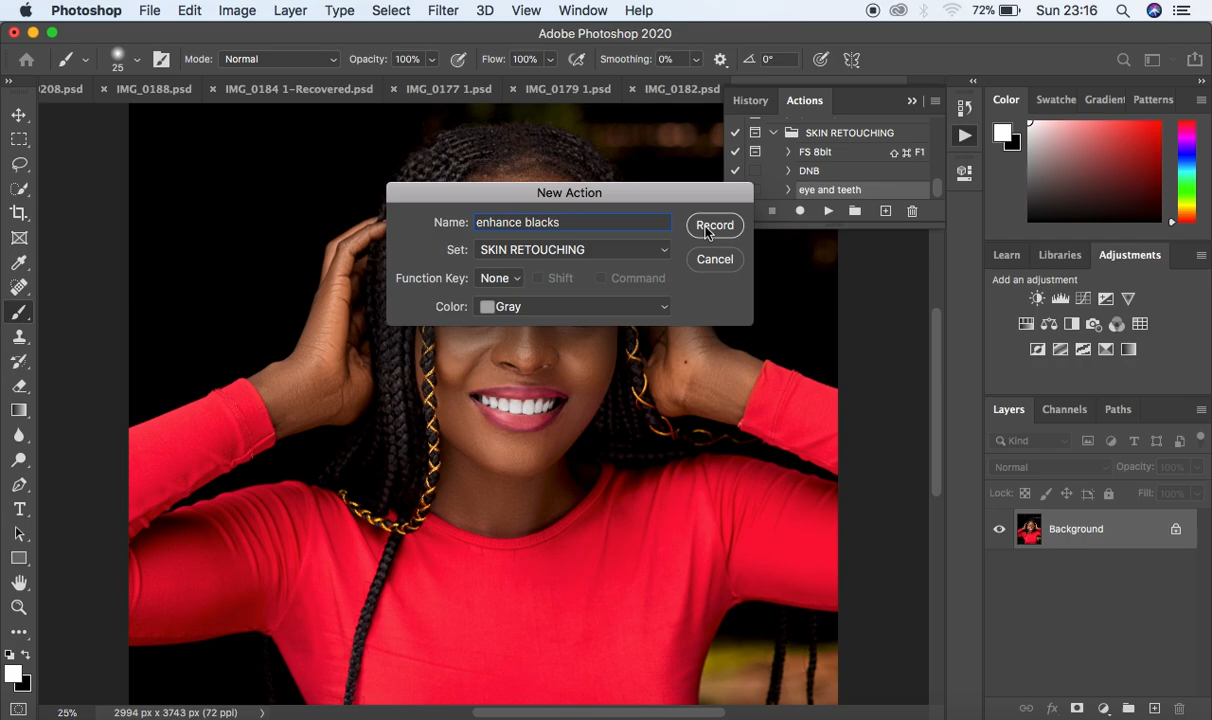 Photoshop File Edit Image Layer Type Select Filter 3D View Window Help 72% Sun 23:16
Adobe Photoshop 2020
25 Mode: Normal Opacity: 100% Flow: 100% Smoothing: 0% 0°
0208.psd × IMG_0188.psd × IMG_0184 1-Recovered.psd × IMG_0177 1.psd × IMG_0179 1.psd × IMG_0182.psd
History Actions
SKIN RETOUCHING
FS 8bit F1
DNB
eye and teeth
New Action
Name: enhance blacks
Set: SKIN RETOUCHING
Function Key: None Shift Command
Color: Gray
Record
Cancel
Color Swatche Gradient Patterns
Learn Libraries Adjustments
Add an adjustment
Layers Channels Paths
Kind
Normal Opacity: 100%
Lock: Fill: 100%
Background
25% 2994 px x 3743 px (72 ppi)